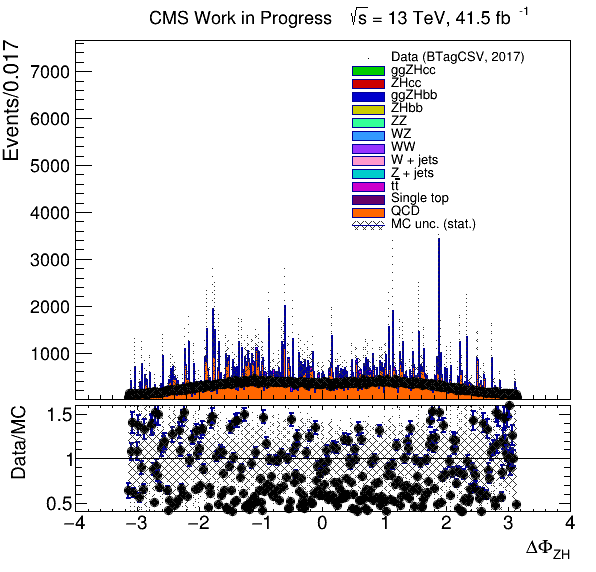 CMS Work in Progress √s = 13 TeV, 41.5 fb⁻¹
Events/0.017
7000
6000
5000
4000
3000
2000
1000
Data (BTagCSV, 2017)
ggZHcc
ZHcc
ggZHbb
ZHbb
ZZ
WZ
WW
W + jets
Z + jets
tt̅
Single top
QCD
MC unc. (stat.)
Data/MC
1.5
1
0.5
−4 −3 −2 −1 0 1 2 3 4
ΔΦ_ZH